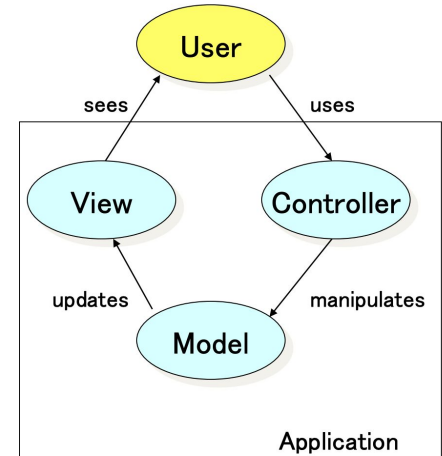 User
sees
uses
View
Controller
updates
manipulates
Model
Application